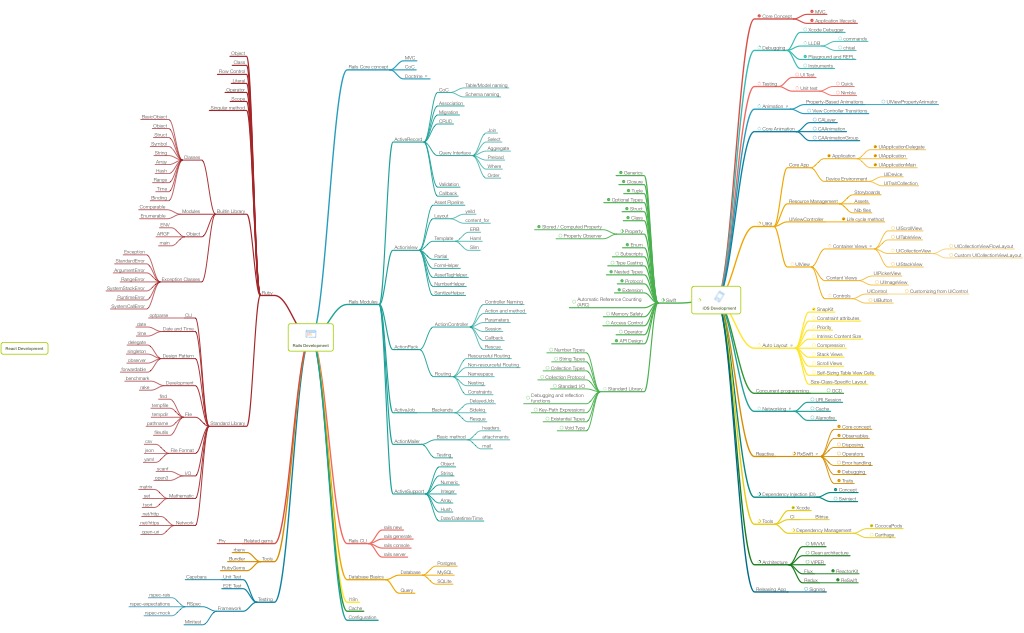 React Development
Object
Class
Flow Control
Literal
Operator
Scope
Singular method
BasicObject
Object
Struct
Symbol
String
Array
Hash
Range
Time
Binding
Classes
Comparable
Enumerable
Modules
ENV
ARGF
main
Object
Builtin Library
Exception
StandardError
ArgumentError
RangeError
SystemStackError
RuntimeError
SystemCallError
Exception Classes
Ruby
optparse
CLI
date
time
Date and Time
delegate
singleton
observer
forwardable
Design Pattern
benchmark
rake
Development
find
tempfile
tempdir
pathname
fileutils
File
csv
json
yaml
File Format
open3
I/O
matrix
set
Mathematic
net/http
net/https
open-uri
Network
Standard Library
Pry
Related gems
rbenv
Bundler
RubyGems
Tools
Capybara
Unit Test
E2E Test
rspec-rails
rspec-expectations
rspec-mock
RSpec
Minitest
Framework
Testing
Rails Development
Rails Core concept
MVC
CoC
Doctrine
Rails Modules
ActiveRecord
CoC
Table/Model naming
Schema naming
Association
Migration
CRUD
Query Interface
Join
Select
Aggregate
Preload
Where
Order
Validation
Callback
ActionView
Asset Pipeline
Layout
yeild
content_for
Template
ERB
Haml
Slim
Partial
FormHelper
AssetTagHelper
NumberHelper
SanitizeHelper
ActionPack
ActionController
Controller Naming
Action and method
Parameters
Session
Callback
Rescue
Routing
Resourceful Routing
Non-resourceful Routing
Namespace
Nesting
Constraints
ActiveJob
Backends
DelayedJob
Sidekiq
Resque
ActionMailer
Basic method
headers
attachments
mail
Testing
ActiveSupport
Object
String
Numeric
Integer
Array
Hash
Date/Datetime/Time
Rails CLI
rails new
rails generate
rails console
rails server
Database Basics
Database
Postgres
MySQL
SQLite
Query
I18n
Cache
Configuration
Generics
Closure
Tuple
Optional Types
Struct
Class
Stored / Computed Property
Property Observer
Property
Enum
Subscripts
Type Casting
Nested Types
Protocol
Extension
Automatic Reference Counting
(ARC)
Memory Safety
Access Control
Operator
API Design
Swift
Number Types
String Types
Collection Types
Collection Protocol
Standard I/O
Debugging and reflection
functions
Key-Path Expressions
Existential Types
Void Type
Standard Library
iOS Development
Core Concept
MVC
Application lifecycle
Debugging
Xcode Debugger
LLDB
commands
chisel
Playground and REPL
Instruments
Testing
UI Test
Unit test
Quick
Nimble
Animation
Property-Based Animations
UIViewPropertyAnimator
View Controller Transitions
Core Animation
CALayer
CAAnimation
CAAnimationGroup
UIKit
Core App
Application
UIApplicationDelegate
UIApplication
UIApplicationMain
Device Environment
UIDevice
UITraitCollection
Resource Management
Storyboards
Assets
Nib files
UIViewController
Life cycle method
UIView
Container Views
UIScrollView
UITableView
UICollectionView
UICollectionViewFlowLayout
Custom UICollectionViewLayout
UIStackView
Content Views
UIPickerView
UIImageView
Controls
UIControl
Customizing from UIControl
UIButton
Auto Layout
SnapKit
Constraint attributes
Priority
Intrinsic Content Size
Compression
Stack Views
Scroll Views
Self-Sizing Table View Cells
Size-Class-Specific Layout
Concurrent programming
GCD
Networking
URLSession
Cache
Alamofire
Reactive
RxSwift
Core concept
Observables
Disposing
Operators
Error handling
Debugging
Traits
Dependency Injection (DI)
Concept
Swinject
Tools
Xcode
CI
Bitrise
Dependency Management
CocoaPods
Carthage
Architecture
MVVM
Clean architecture
VIPER
Flux
ReactorKit
Redux
ReSwift
Releasing App
Signing